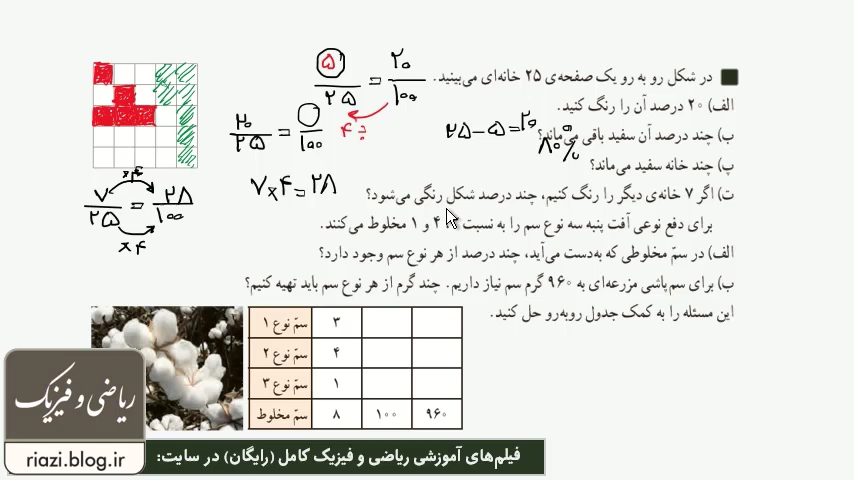 در شکل رو به رو یک صفحه‌ی ۲۵ خانه‌ای می‌بینید.
الف) ۲۰ درصد آن را رنگ کنید.
ب) چند درصد آن سفید باقی می‌ماند؟
پ) چند خانه سفید می‌ماند؟
ت) اگر ۷ خانه‌ی دیگر را رنگ کنیم، چند درصد شکل رنگی می‌شود؟
برای دفع نوعی آفت پنبه سه نوع سم را به نسبت ۴ و ۱ مخلوط می‌کنند.
الف) در سمّ مخلوطی که به‌دست می‌آید، چند درصد از هر نوع سم وجود دارد؟
ب) برای سم‌پاشی مزرعه‌ای به ۹۶۰ گرم سم نیاز داریم. چند گرم از هر نوع سم باید تهیه کنیم؟
این مسئله را به کمک جدول روبه‌رو حل کنید.
۵/۲۵ = ۲۰/۱۰۰
۴ ÷
۲۰/۲۵ = /۱۰۰
۲۵ - ۵ = ۲۰
۸۰%
۷ × ۴ = ۲۸
×۴
۷/۲۵ = ۲۸/۱۰۰
×۴
سمّ نوع ۱ ۳
سمّ نوع ۲ ۴
سمّ نوع ۳ ۱
سمّ مخلوط ۸ ۱۰۰ ۹۶۰
ریاضی و فیزیک
riazi.blog.ir
فیلم‌های آموزشی ریاضی و فیزیک کامل (رایگان) در سایت: